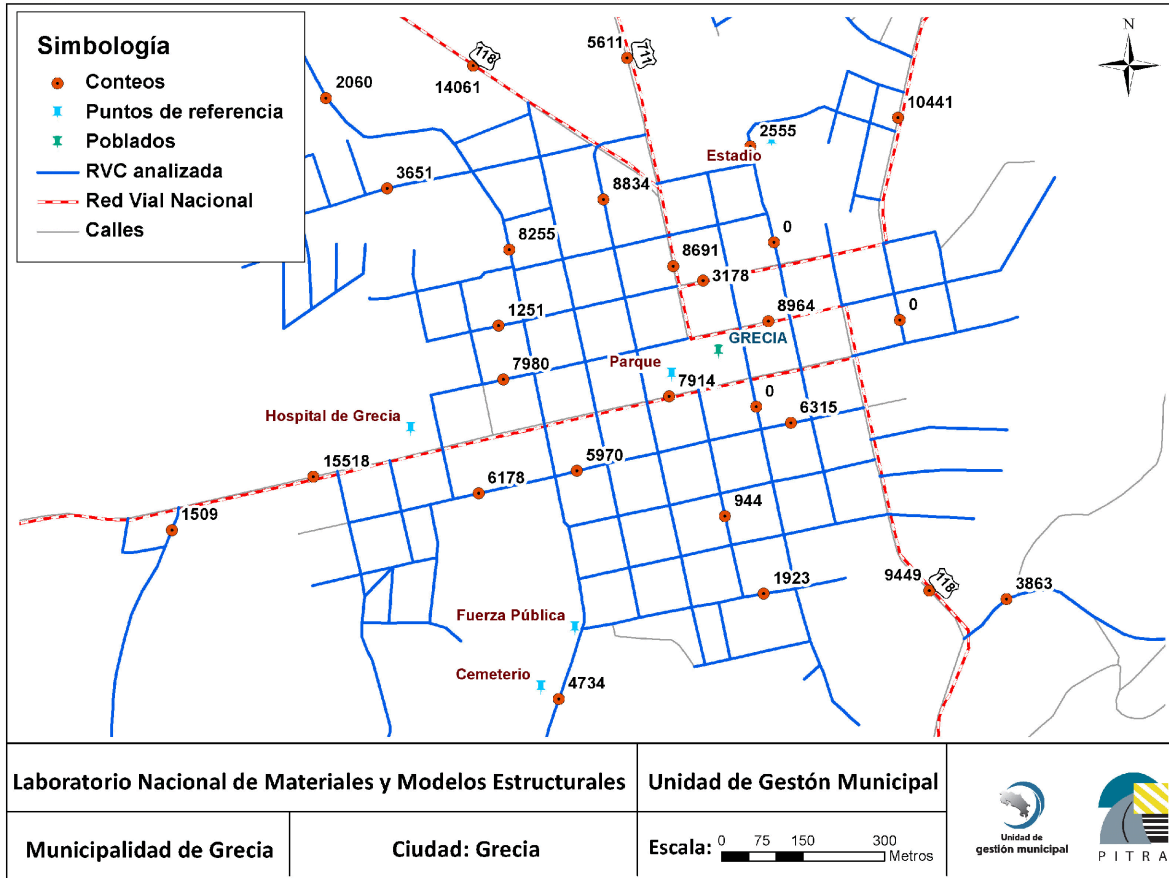 Simbología
Conteos
Puntos de referencia
Poblados
RVC analizada
Red Vial Nacional
Calles
N
5611
711
118
14061
2060
10441
2555
Estadio
3651
8834
8255
0
8691
3178
1251
8964
0
GRECIA
7980
Parque
7914
0
6315
Hospital de Grecia
5970
15518
6178
944
1509
1923
9449
118
3863
Fuerza Pública
Cemeterio
4734
Laboratorio Nacional de Materiales y Modelos Estructurales
Unidad de Gestón Municipal
Municipalidad de Grecia
Ciudad: Grecia
Escala:
0 75 150 300
Metros
Unidad de
gestión municipal
PITRA